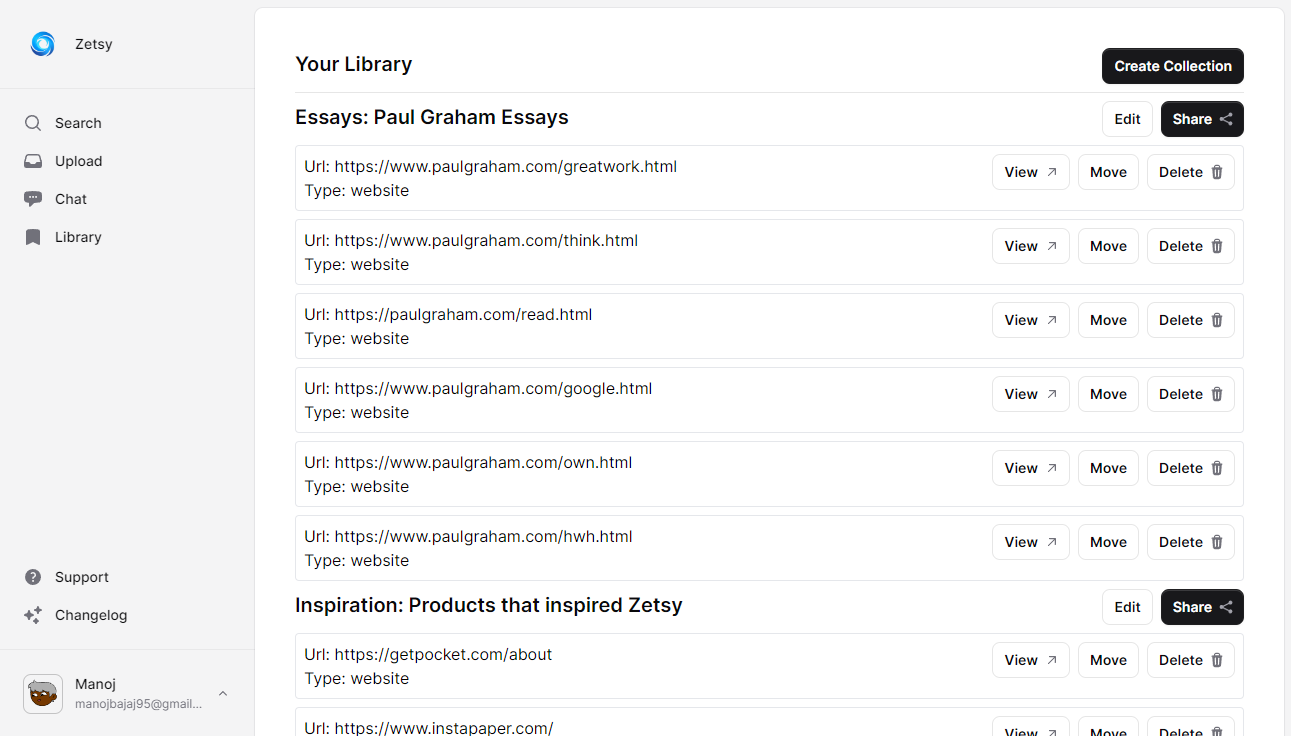 Zetsy
Search
Upload
Chat
Library
Support
Changelog
Manoj
manojbajaj95@gmail...
Your Library
Create Collection
Essays: Paul Graham Essays
Edit
Share
Url: https://www.paulgraham.com/greatwork.html
Type: website
View
Move
Delete
Url: https://www.paulgraham.com/think.html
Type: website
View
Move
Delete
Url: https://paulgraham.com/read.html
Type: website
View
Move
Delete
Url: https://www.paulgraham.com/google.html
Type: website
View
Move
Delete
Url: https://www.paulgraham.com/own.html
Type: website
View
Move
Delete
Url: https://www.paulgraham.com/hwh.html
Type: website
View
Move
Delete
Inspiration: Products that inspired Zetsy
Edit
Share
Url: https://getpocket.com/about
Type: website
View
Move
Delete
Url: https://www.instapaper.com/
View
Move
Delete